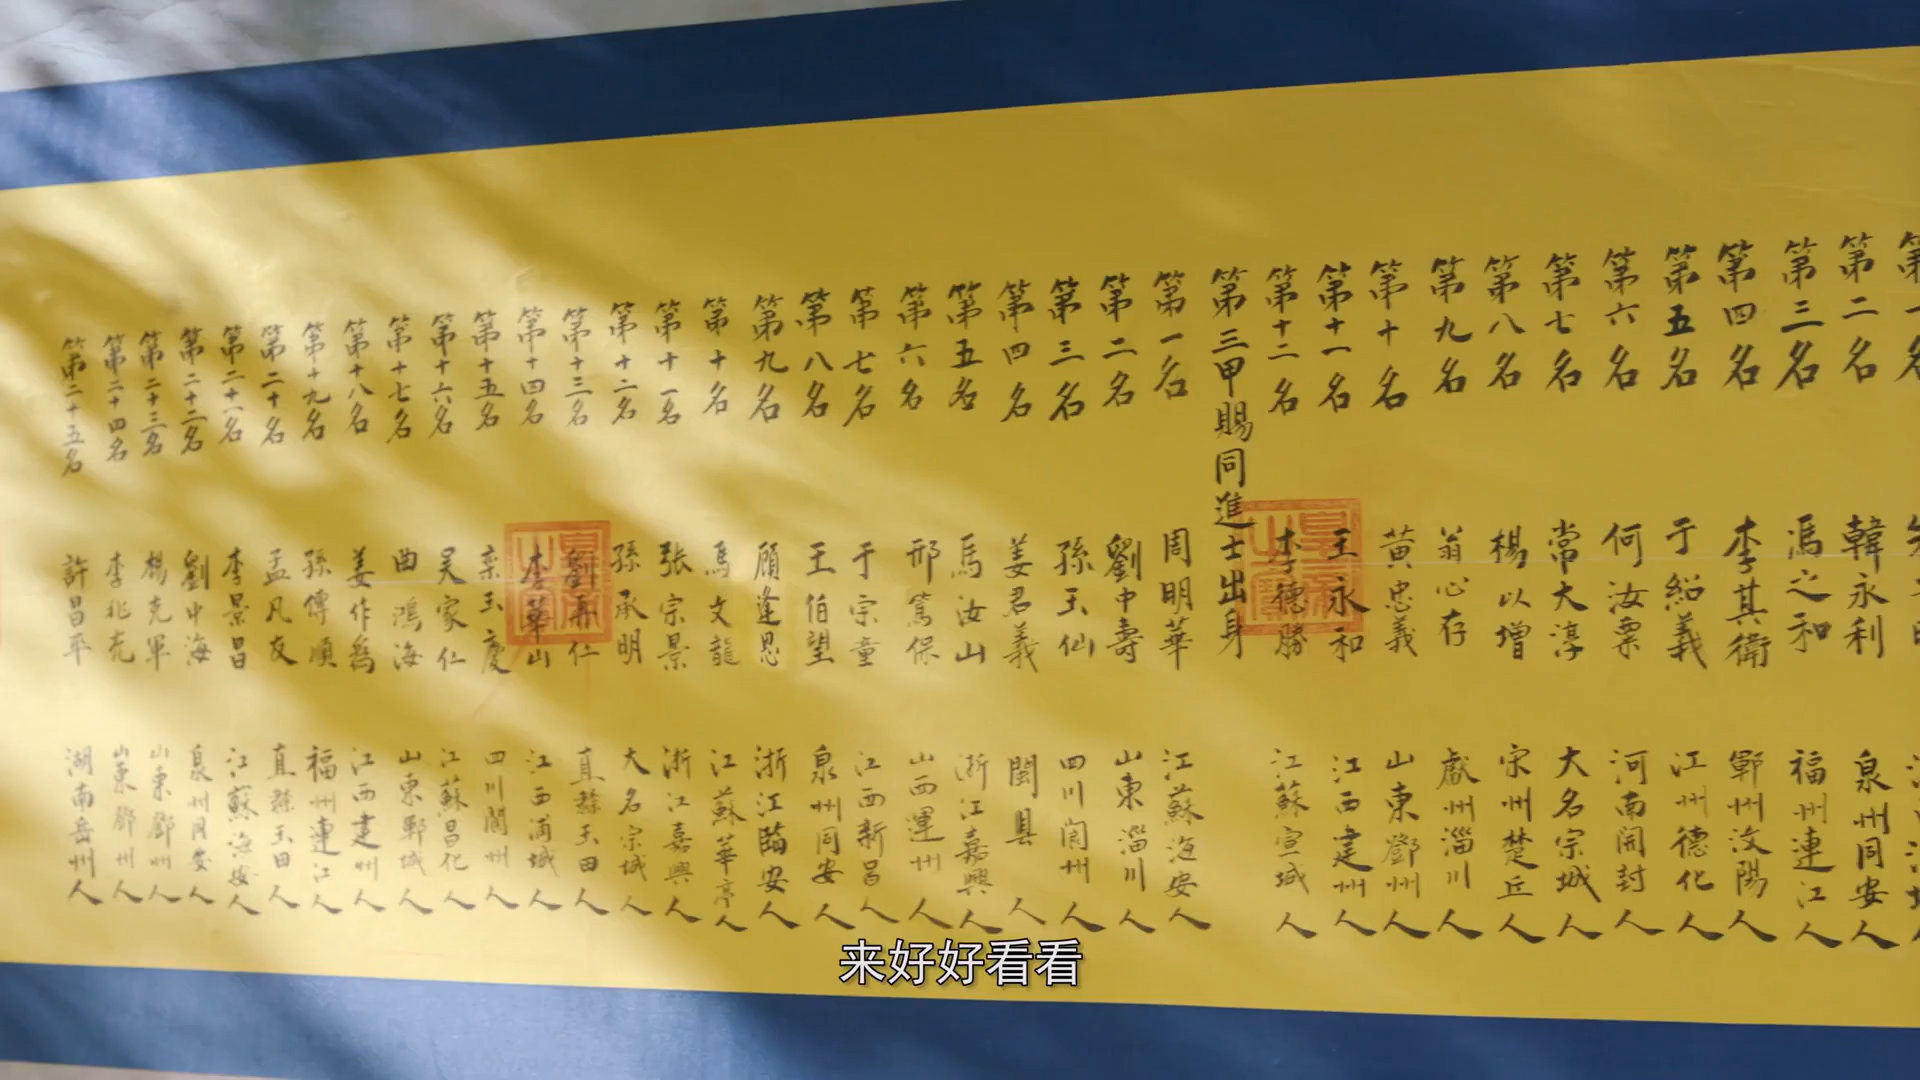 第二名 韓永利 泉州同安人
第三名 馮之和 福州連江人
第四名 李其衛 鄆州汶陽人
第五名 于紹義 江州德化人
第六名 何汝霖 河南開封人
第七名 常大淳 大名宗城人
第八名 楊以增 宋州楚丘人
第九名 翁心存 獻州淄川人
第十名 黃忠義 山東鄧州人
第十一名 王永和 江西建州人
第十二名 李德勝 江蘇宣城人
第三甲賜同進士出身
第一名 周明華 江蘇海安人
第二名 劉中壽 山東淄川人
第三名 孫玉仙 四川閬州人
第四名 姜君義 閩县人
第五名 馬汝山 浙江嘉興人
第六名 邢篤保 山西運州人
第七名 于宗童 江西新昌人
第八名 王伯望 泉州同安人
第九名 顧逢恩 浙江臨安人
第十名 馬文龍 江蘇華亭人
第十一名 张宗景 浙江嘉興人
第十二名 孫承明 大名宗城人
第十三名 劉再仁 直隸玉田人
第十四名 李華山 江西浦城人
第十五名 栾玉慶 四川閬州人
第十六名 吴家仁 江蘇昌化人
第十七名 曲鴻海 山東鄆城人
第十八名 姜作為 江西建州人
第十九名 孫傳順 福州連江人
第二十名 孟凡友 直隸玉田人
第二十一名 李景昌 江蘇海安人
第二十二名 劉中海 泉州同安人
第二十三名 楊克軍 山東鄧州人
第二十四名 李兆充 山東鄧州人
第二十五名 許昌平 湖南岳州人
来好好看看